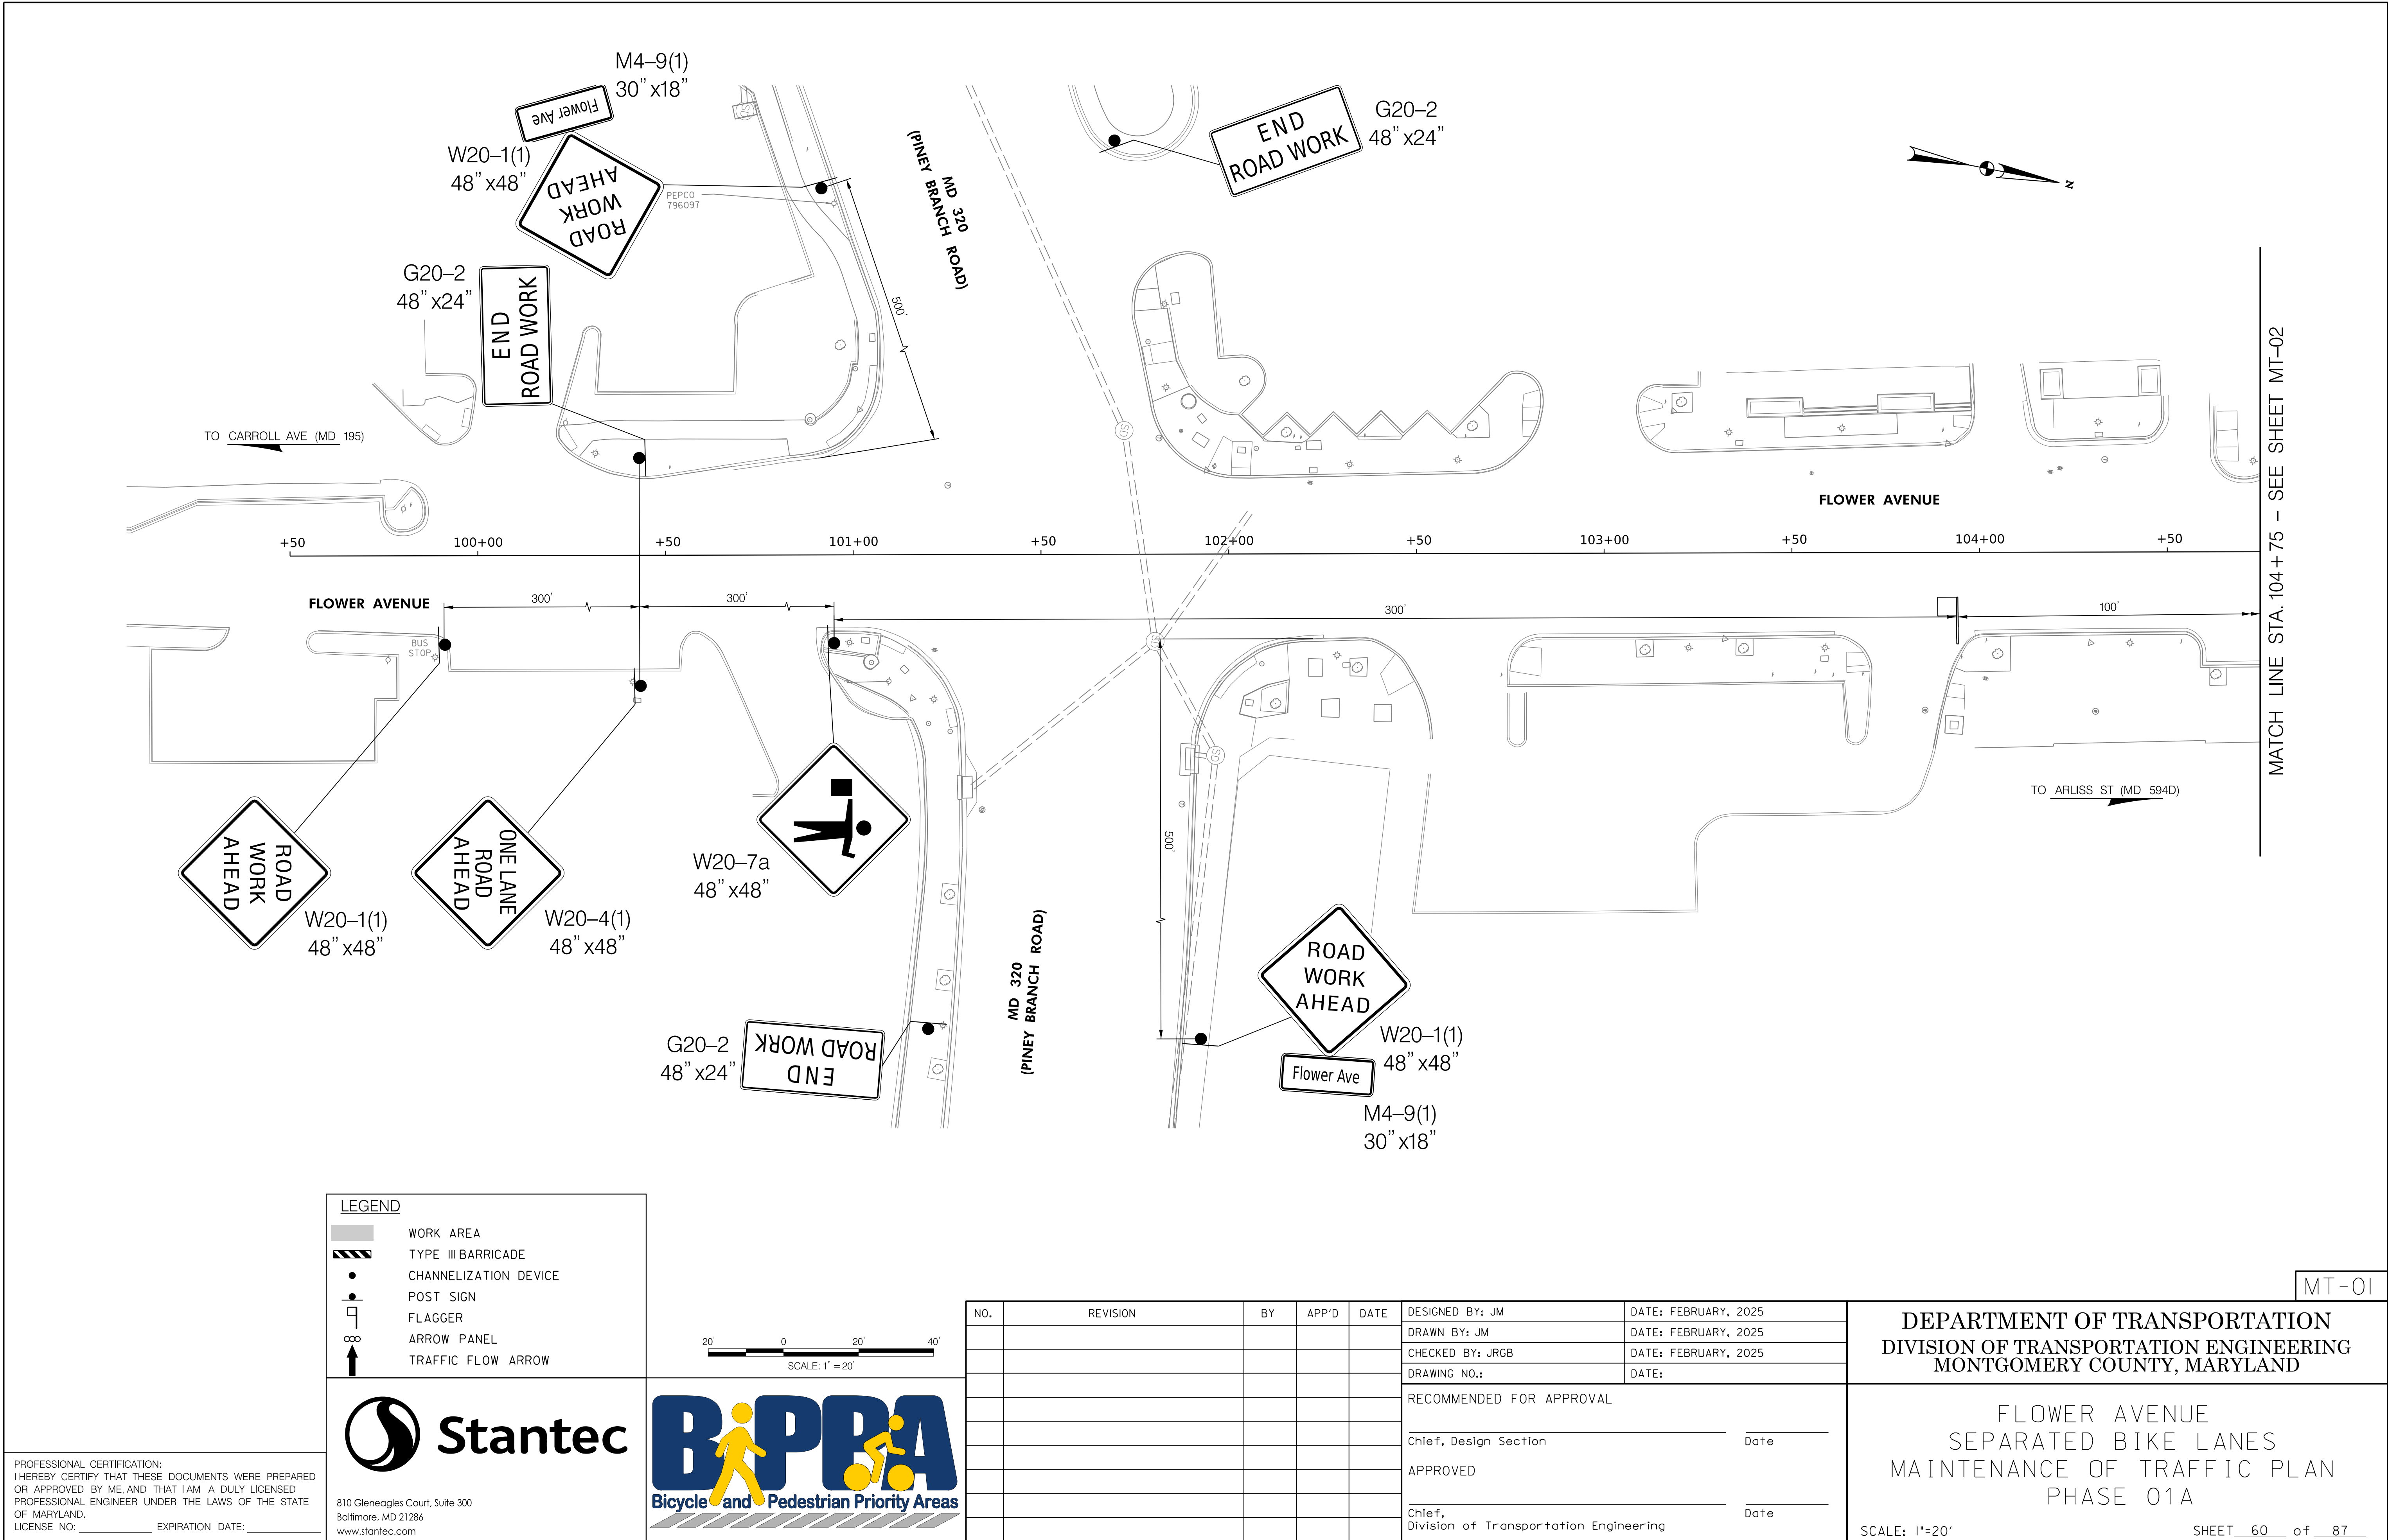 M4-9(1)
30"x18"
Flower Ave
W20-1(1)
48"x48"
ROAD
WORK
AHEAD
PEPCO
796097
G20-2
48"x24"
END
ROAD WORK
500'
MD 320
(PINEY BRANCH ROAD)
END
ROAD WORK
G20-2
48"x24"
N
SD
TO CARROLL AVE (MD 195)
SD
FLOWER AVENUE
MATCH LINE STA. 104+75 - SEE SHEET MT-02
+50
100+00
+50
101+00
+50
102+00
+50
103+00
+50
104+00
+50
FLOWER AVENUE
300'
300'
300'
100'
BUS
STOP
SD
TO ARLISS ST (MD 594D)
ROAD
WORK
AHEAD
W20-1(1)
48"x48"
ONE LANE
ROAD
AHEAD
W20-4(1)
48"x48"
W20-7a
48"x48"
500'
G20-2
48"x24"
END
ROAD WORK
MD 320
(PINEY BRANCH ROAD)
ROAD
WORK
AHEAD
W20-1(1)
48"x48"
Flower Ave
M4-9(1)
30"x18"
LEGEND
WORK AREA
TYPE III BARRICADE
CHANNELIZATION DEVICE
POST SIGN
FLAGGER
ARROW PANEL
TRAFFIC FLOW ARROW
20' 0 20' 40'
SCALE: 1" = 20'
Stantec
810 Gleneagles Court, Suite 300
Baltimore, MD 21286
www.stantec.com
BiPPA
Bicycle and Pedestrian Priority Areas
PROFESSIONAL CERTIFICATION:
I HEREBY CERTIFY THAT THESE DOCUMENTS WERE PREPARED
OR APPROVED BY ME, AND THAT I AM A DULY LICENSED
PROFESSIONAL ENGINEER UNDER THE LAWS OF THE STATE
OF MARYLAND.
LICENSE NO: EXPIRATION DATE:
NO. REVISION BY APP'D DATE
DESIGNED BY: JM DATE: FEBRUARY, 2025
DRAWN BY: JM DATE: FEBRUARY, 2025
CHECKED BY: JRGB DATE: FEBRUARY, 2025
DRAWING NO.: DATE:
RECOMMENDED FOR APPROVAL
Chief, Design Section Date
APPROVED
Chief, Date
Division of Transportation Engineering
MT-01
DEPARTMENT OF TRANSPORTATION
DIVISION OF TRANSPORTATION ENGINEERING
MONTGOMERY COUNTY, MARYLAND
FLOWER AVENUE
SEPARATED BIKE LANES
MAINTENANCE OF TRAFFIC PLAN
PHASE 01A
SCALE: 1"=20'
SHEET 60 of 87